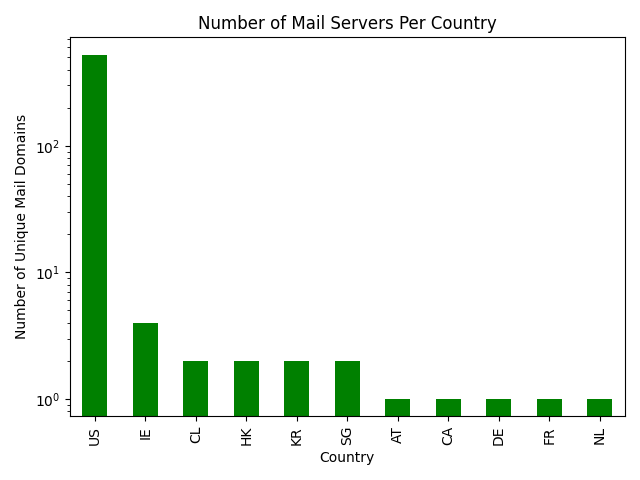 Number of Mail Servers Per Country
Number of Unique Mail Domains
10²
10¹
10⁰
US
IE
CL
HK
KR
SG
AT
CA
DE
FR
NL
Country